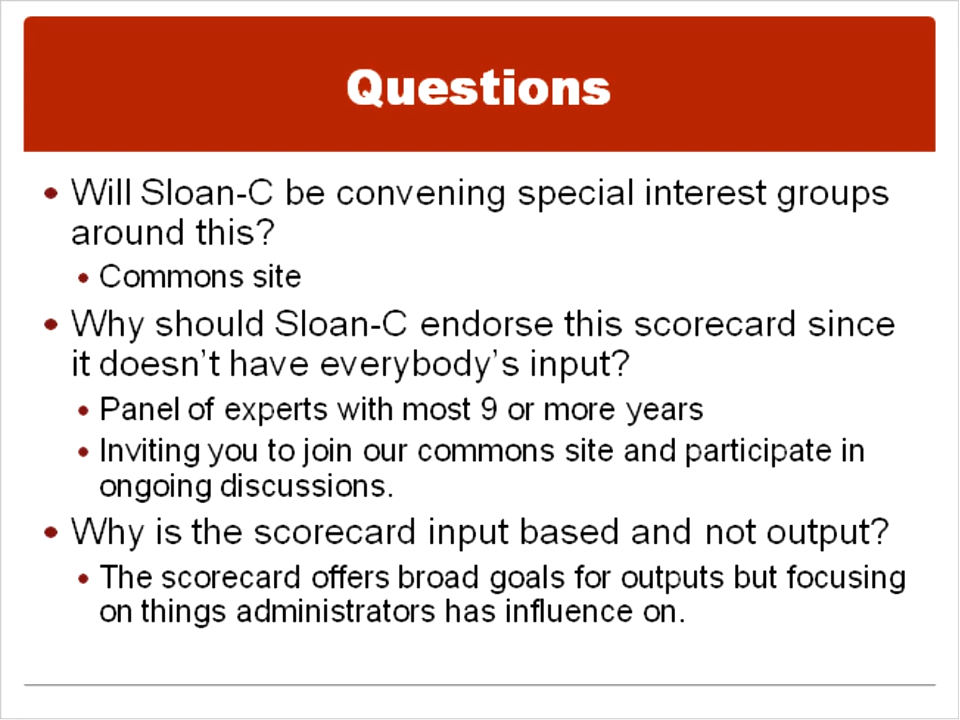 Questions
• Will Sloan-C be convening special interest groups
around this?
• Commons site
• Why should Sloan-C endorse this scorecard since
it doesn't have everybody's input?
• Panel of experts with most 9 or more years
• Inviting you to join our commons site and participate in
ongoing discussions.
• Why is the scorecard input based and not output?
• The scorecard offers broad goals for outputs but focusing
on things administrators has influence on.